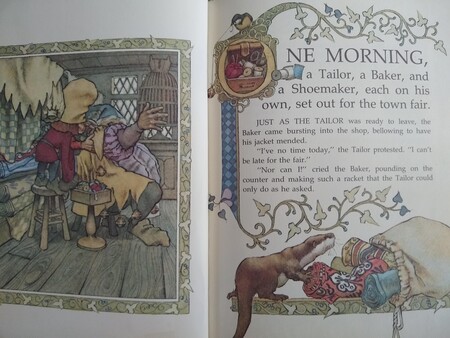 ONE MORNING,
a Tailor, a Baker, and
a Shoemaker, each on his
own, set out for the town fair.
JUST AS THE TAILOR was ready to leave, the
Baker came bursting into the shop, bellowing to have
his jacket mended.
"I've no time today," the Tailor protested. "I can't
be late for the fair."
"Nor can I!" cried the Baker, pounding on the
counter and making such a racket that the Tailor could
only do as he asked.